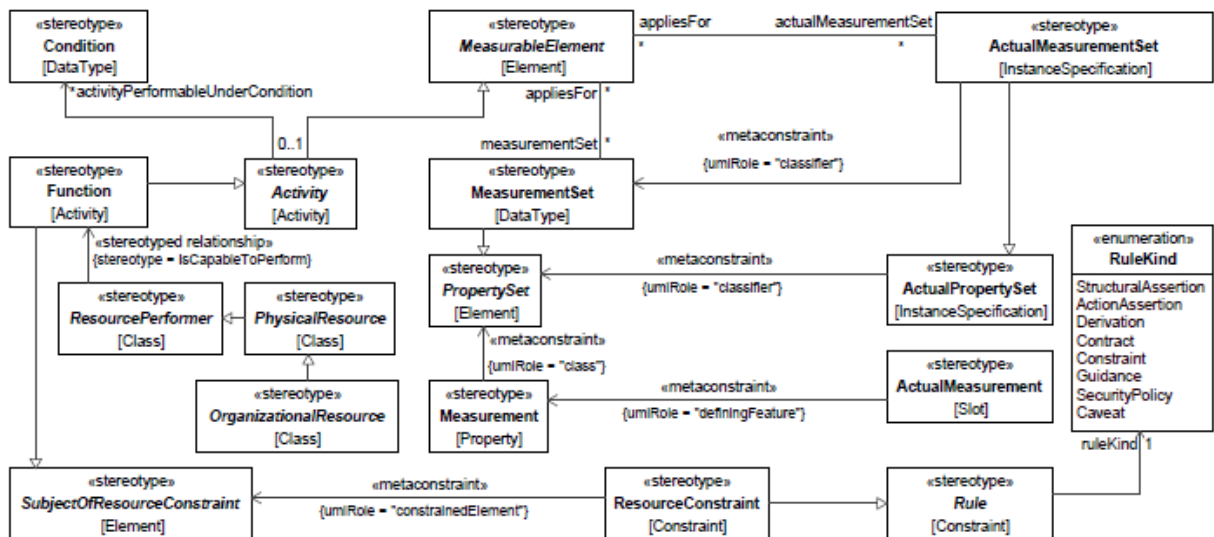 «stereotype»
Condition
[DataType]
*activityPerformableUnderCondition
0..1
«stereotype»
MeasurableElement
[Element]
appliesFor
*
actualMeasurementSet
*
«stereotype»
ActualMeasurementSet
[InstanceSpecification]
appliesFor *
measurementSet *
«metaconstraint»
{umlRole = "classifier"}
«stereotype»
Function
[Activity]
«stereotype»
Activity
[Activity]
«stereotype»
MeasurementSet
[DataType]
«stereotyped relationship»
{stereotype = IsCapableToPerform}
«stereotype»
ResourcePerformer
[Class]
«stereotype»
PhysicalResource
[Class]
«stereotype»
OrganizationalResource
[Class]
«stereotype»
PropertySet
[Element]
«metaconstraint»
{umlRole = "classifier"}
«stereotype»
ActualPropertySet
[InstanceSpecification]
«enumeration»
RuleKind
StructuralAssertion
ActionAssertion
Derivation
Contract
Constraint
Guidance
SecurityPolicy
Caveat
ruleKind 1
«metaconstraint»
{umlRole = "class"}
«stereotype»
Measurement
[Property]
«metaconstraint»
{umlRole = "definingFeature"}
«stereotype»
ActualMeasurement
[Slot]
«stereotype»
SubjectOfResourceConstraint
[Element]
«metaconstraint»
{umlRole = "constrainedElement"}
«stereotype»
ResourceConstraint
[Constraint]
«stereotype»
Rule
[Constraint]